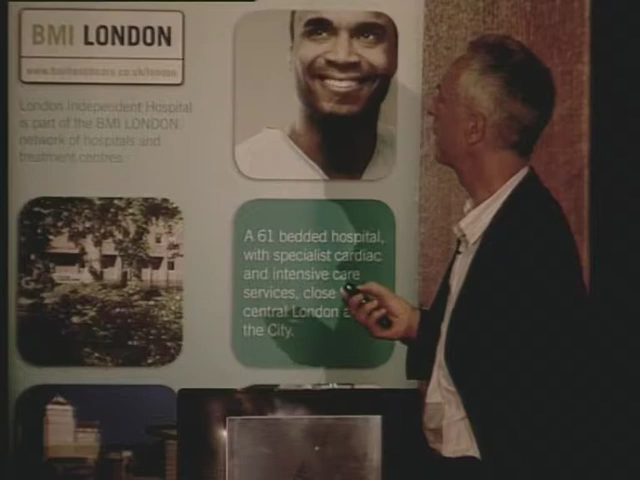 BMI LONDON
www.bmihealthcare.co.uk/london
London Independent Hospital
is part of the BMI LONDON
network of hospitals and
treatment centres.
A 61 bedded hospital,
with specialist cardiac
and intensive care
services, close
central London
the City.